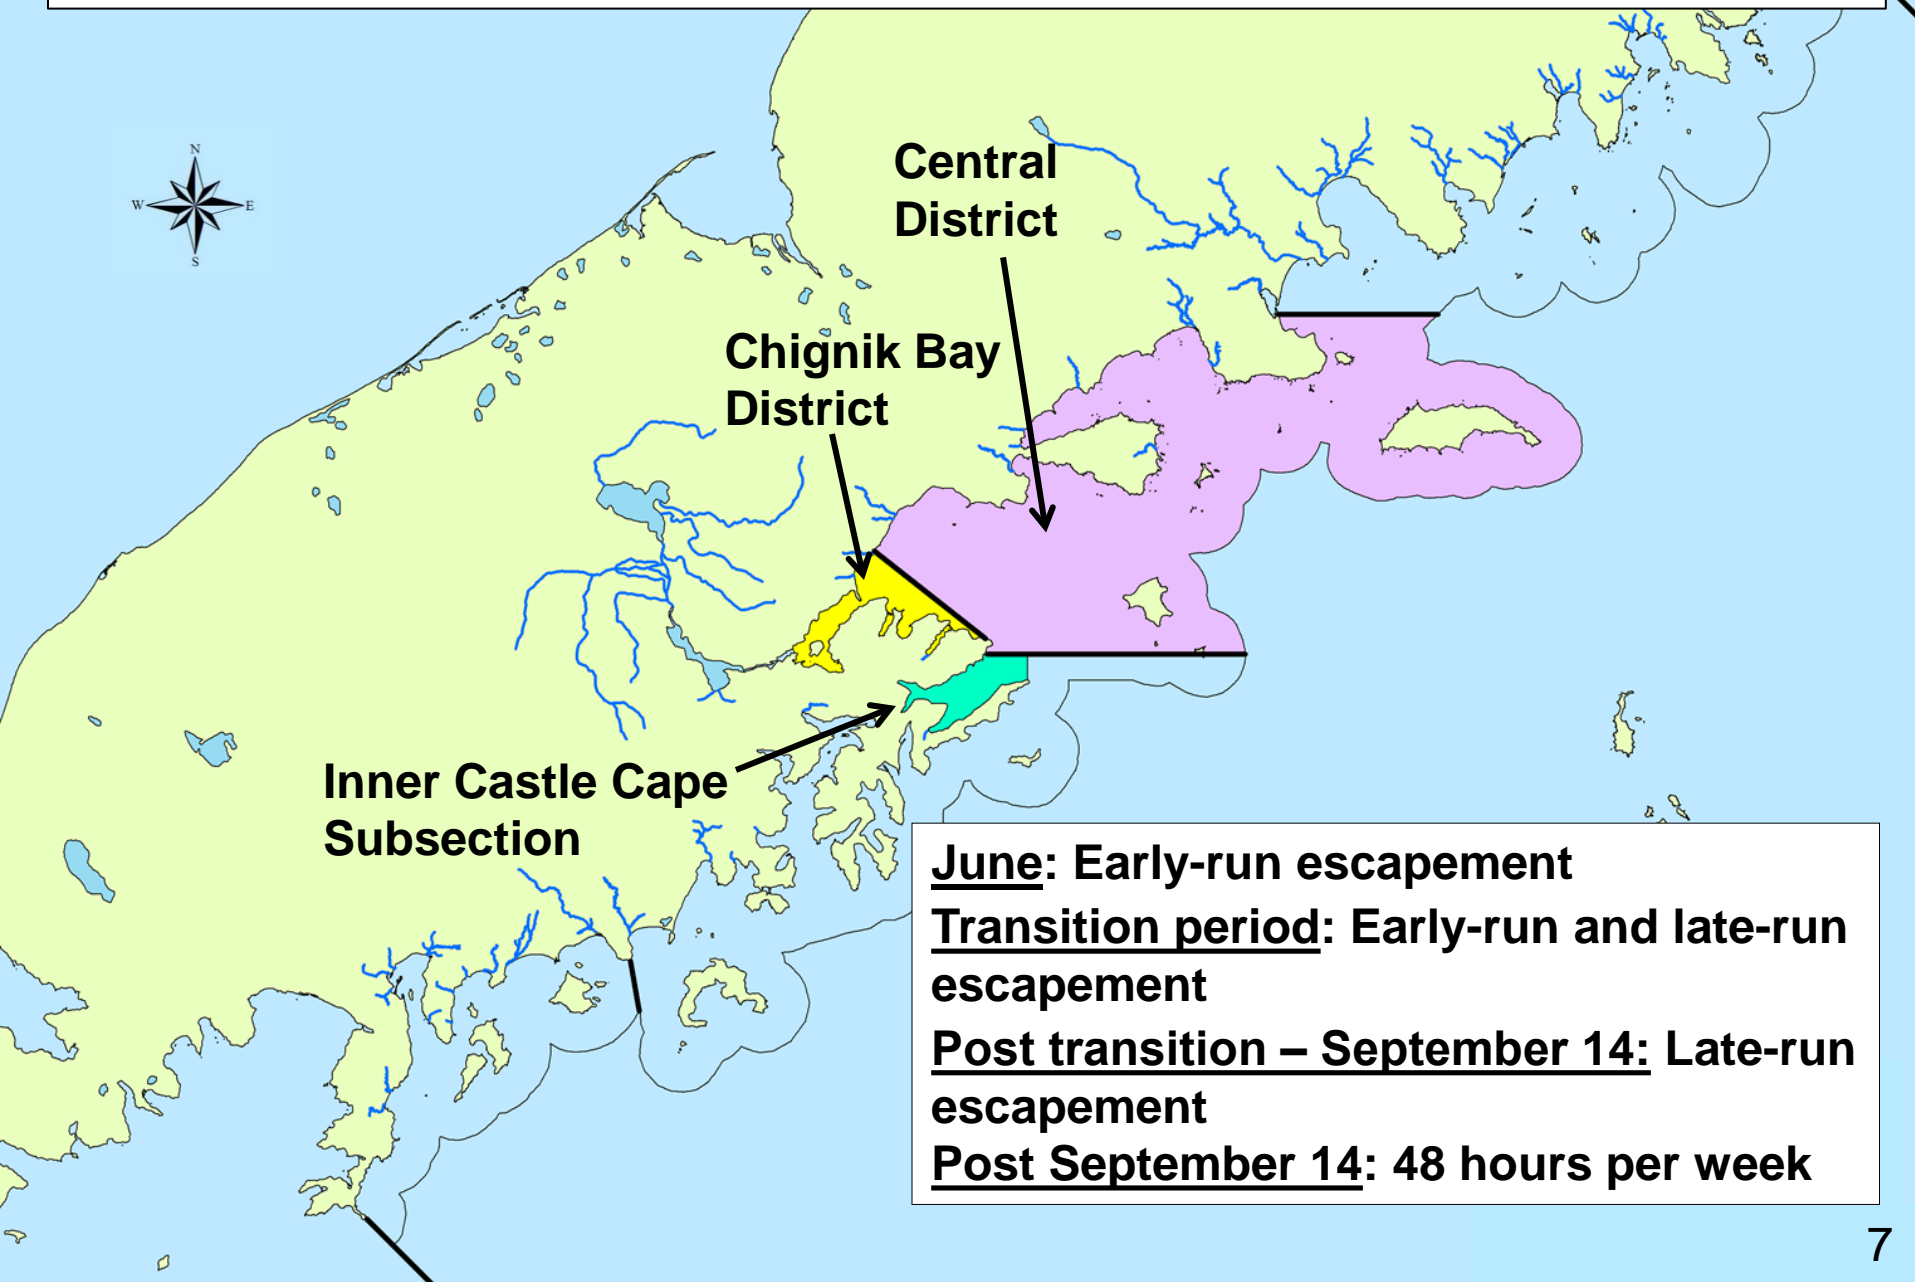 N
W
E
S
Central
District
Chignik Bay
District
Inner Castle Cape
Subsection
June: Early-run escapement
Transition period: Early-run and late-run
escapement
Post transition – September 14: Late-run
escapement
Post September 14: 48 hours per week
7